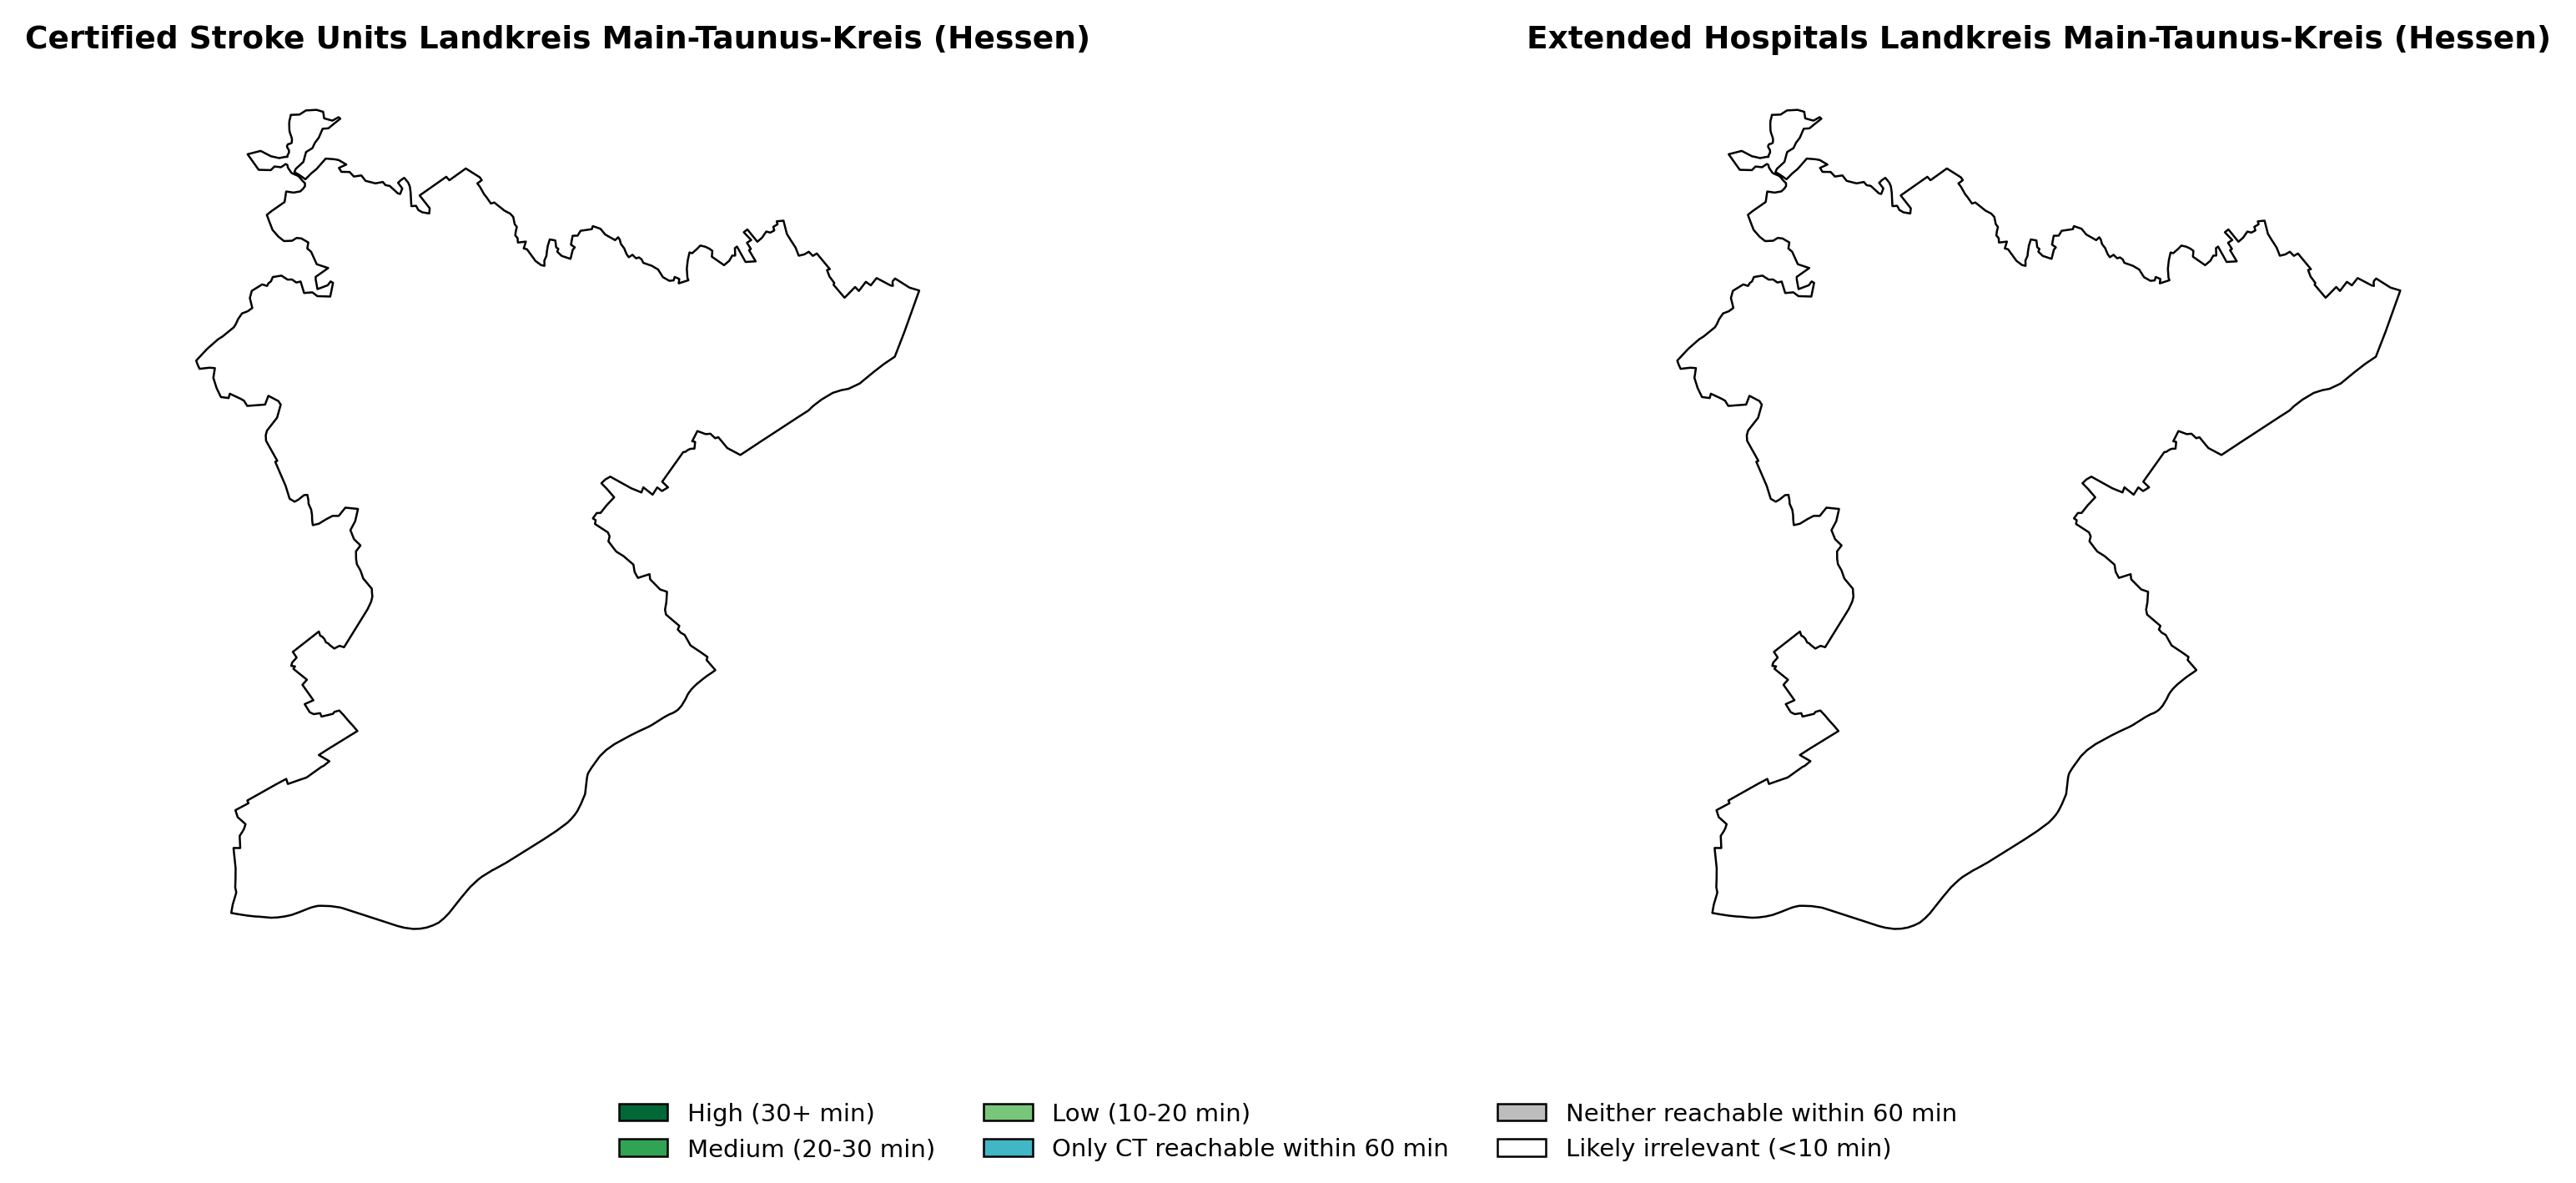 Certified Stroke Units Landkreis Main-Taunus-Kreis (Hessen)
Extended Hospitals Landkreis Main-Taunus-Kreis (Hessen)
High (30+ min)
Medium (20-30 min)
Low (10-20 min)
Only CT reachable within 60 min
Neither reachable within 60 min
Likely irrelevant (<10 min)